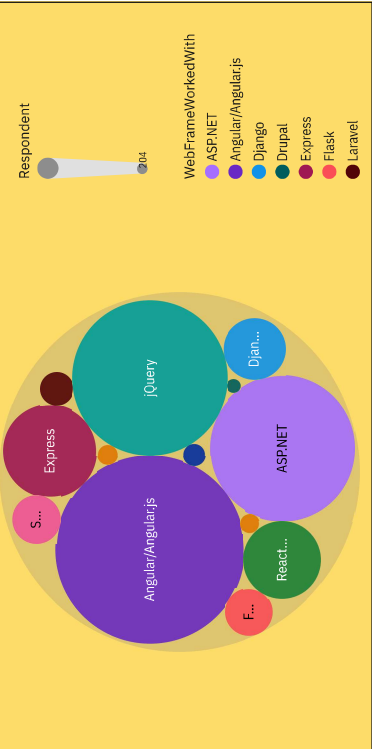 Respondent
204
WebFrameWorkedWith
ASP.NET
Angular/Angular.js
Django
Drupal
Express
Flask
Laravel
Express
jQuery
Djan...
S...
Angular/Angular.js
ASP.NET
React...
F...